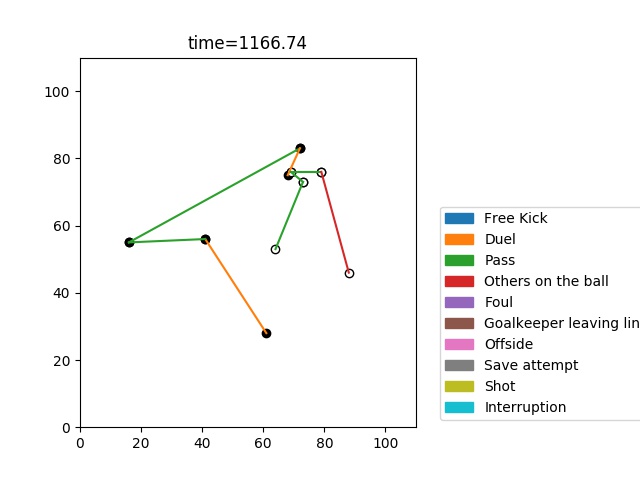 time=1166.74
100
80
60
40
20
0
0 20 40 60 80 100
Free Kick
Duel
Pass
Others on the ball
Foul
Goalkeeper leaving lin
Offside
Save attempt
Shot
Interruption